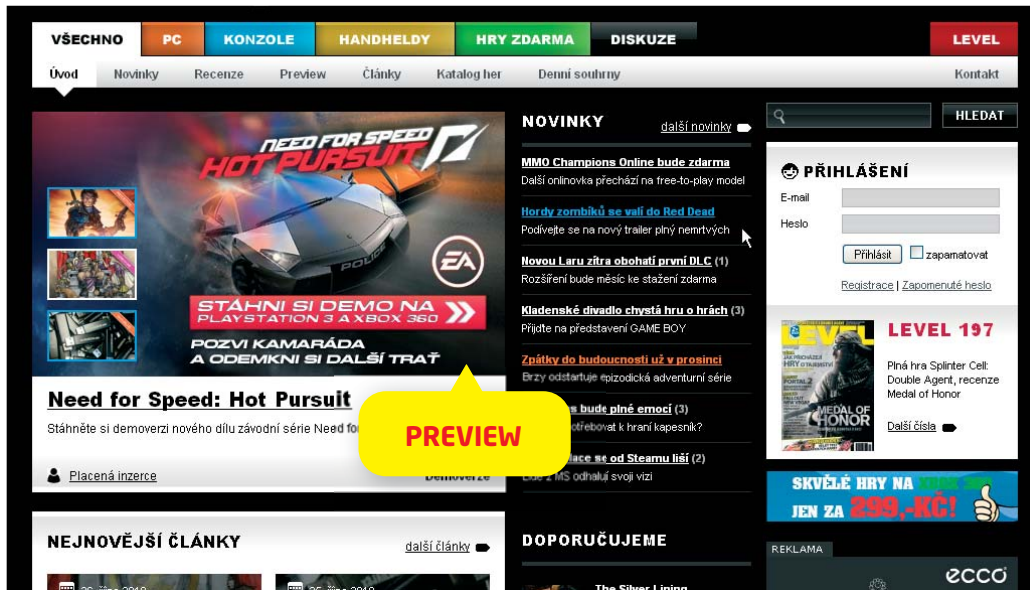 VŠECHNO PC KONZOLE HANDHELDY HRY ZDARMA DISKUZE LEVEL
Úvod Novinky Recenze Preview Články Katalog her Denní souhrny Kontakt
NEED FOR SPEED
HOT PURSUIT
POLICE
EA
STÁHNI SI DEMO NA
PLAYSTATION 3 A XBOX 360
POZVI KAMARÁDA
A ODEMKNI SI DALŠÍ TRAŤ
Need for Speed: Hot Pursuit
Stáhněte si demoverzi nového dílu závodní série Need for
Placená inzerce
Demoverze
PREVIEW
NOVINKY další novinky
MMO Champions Online bude zdarma
Další onlinovka přechází na free-to-play model
Hordy zombíků se valí do Red Dead
Podívejte se na nový trailer plný nemrtvých
Novou Laru zítra obohatí první DLC (1)
Rozšíření bude měsíc ke stažení zdarma
Kladenské divadlo chystá hru o hrách (3)
Přijďte na představení GAME BOY
Zpátky do budoucnosti už v prosinci
Brzy odstartuje epizodická adventurní série
bude plné emocí (3)
k hraní kapesník?
se od Steamu liší (2)
2 MS odhalují svoji vizi
HLEDAT
PŘIHLÁŠENÍ
E-mail
Heslo
Přihlásit zapamatovat
Registrace | Zapomenuté heslo
LEVEL
HRY
PORTAL 2
MEDAL OF
HONOR
LEVEL 197
Plná hra Splinter Cell:
Double Agent, recenze
Medal of Honor
Další čísla
SKVĚLÉ HRY NA XBOX 360
JEN ZA 299,-KČ!
NEJNOVĚJŠÍ ČLÁNKY další články
DOPORUČUJEME
The Silver Lining
REKLAMA
ecco